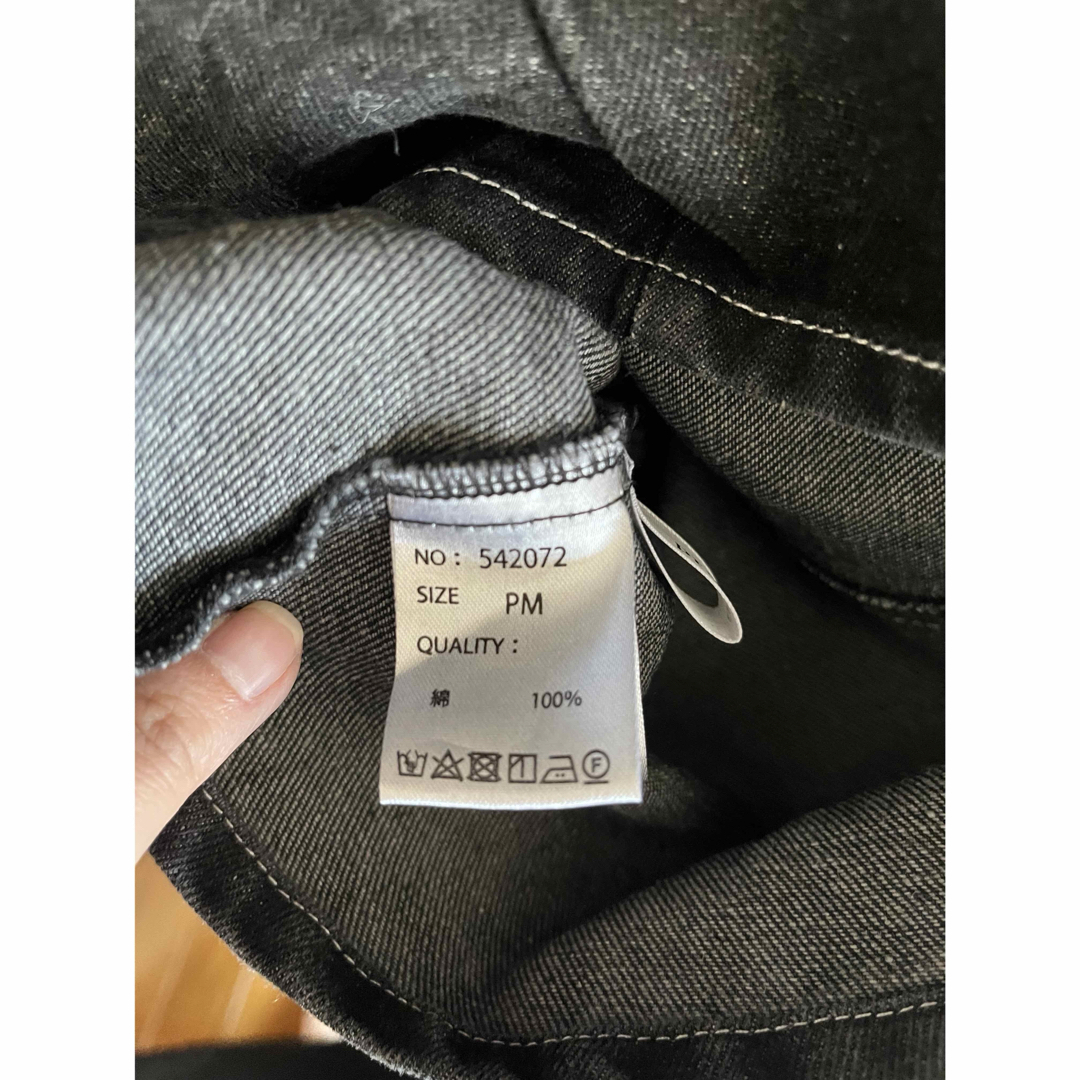 NO : 542072
SIZE PM
QUALITY :
綿 100%
F